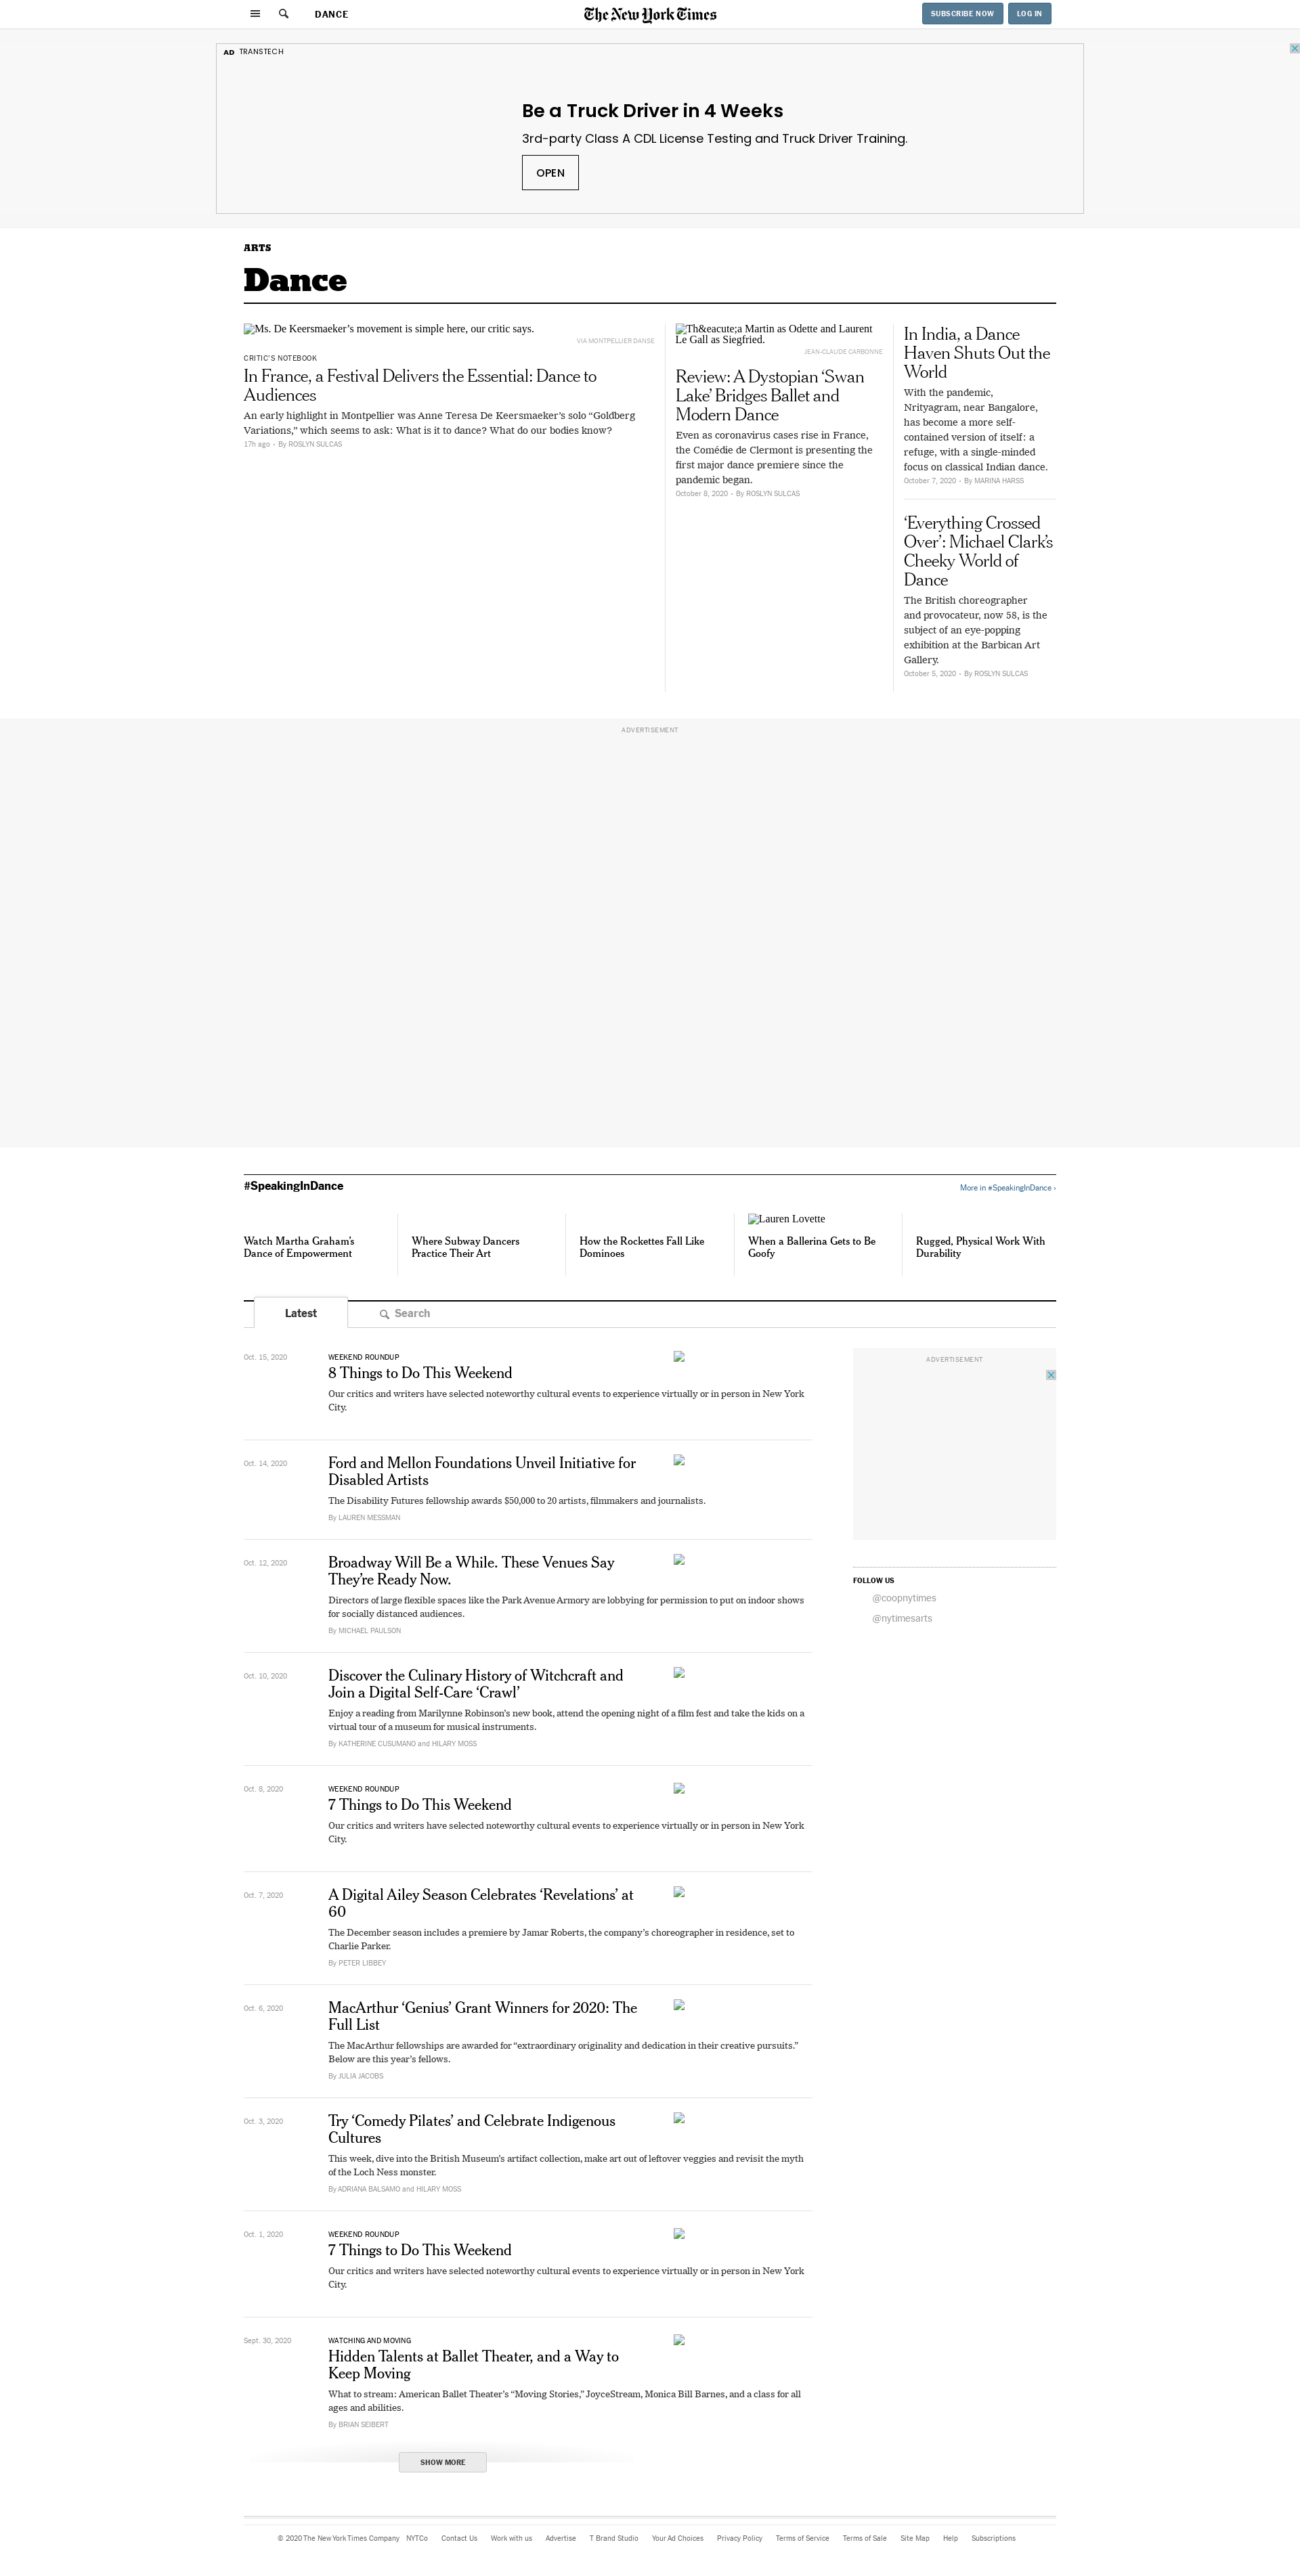 DANCE
The New York Times
SUBSCRIBE NOW
LOG IN
AD TRANSTECH
Be a Truck Driver in 4 Weeks
3rd-party Class A CDL License Testing and Truck Driver Training.
OPEN
ARTS
Dance
Ms. De Keersmaeker’s movement is simple here, our critic says.
VIA MONTPELLIER DANSE
CRITIC’S NOTEBOOK
In France, a Festival Delivers the Essential: Dance to
Audiences
An early highlight in Montpellier was Anne Teresa De Keersmaeker’s solo “Goldberg
Variations,” which seems to ask: What is it to dance? What do our bodies know?
17h ago • By ROSLYN SULCAS
Th&eacute;a Martin as Odette and Laurent
Le Gall as Siegfried.
JEAN-CLAUDE CARBONNE
Review: A Dystopian ‘Swan
Lake’ Bridges Ballet and
Modern Dance
Even as coronavirus cases rise in France,
the Comédie de Clermont is presenting the
first major dance premiere since the
pandemic began.
October 8, 2020 • By ROSLYN SULCAS
In India, a Dance
Haven Shuts Out the
World
With the pandemic,
Nrityagram, near Bangalore,
has become a more self-
contained version of itself: a
refuge, with a single-minded
focus on classical Indian dance.
October 7, 2020 • By MARINA HARSS
‘Everything Crossed
Over’: Michael Clark’s
Cheeky World of
Dance
The British choreographer
and provocateur, now 58, is the
subject of an eye-popping
exhibition at the Barbican Art
Gallery.
October 5, 2020 • By ROSLYN SULCAS
ADVERTISEMENT
#SpeakingInDance
More in #SpeakingInDance ›
Watch Martha Graham’s
Dance of Empowerment
Where Subway Dancers
Practice Their Art
How the Rockettes Fall Like
Dominoes
Lauren Lovette
When a Ballerina Gets to Be
Goofy
Rugged, Physical Work With
Durability
Latest
Search
Oct. 15, 2020
WEEKEND ROUNDUP
8 Things to Do This Weekend
Our critics and writers have selected noteworthy cultural events to experience virtually or in person in New York
City.
Oct. 14, 2020
Ford and Mellon Foundations Unveil Initiative for
Disabled Artists
The Disability Futures fellowship awards $50,000 to 20 artists, filmmakers and journalists.
By LAUREN MESSMAN
Oct. 12, 2020
Broadway Will Be a While. These Venues Say
They’re Ready Now.
Directors of large flexible spaces like the Park Avenue Armory are lobbying for permission to put on indoor shows
for socially distanced audiences.
By MICHAEL PAULSON
Oct. 10, 2020
Discover the Culinary History of Witchcraft and
Join a Digital Self-Care ‘Crawl’
Enjoy a reading from Marilynne Robinson’s new book, attend the opening night of a film fest and take the kids on a
virtual tour of a museum for musical instruments.
By KATHERINE CUSUMANO and HILARY MOSS
Oct. 8, 2020
WEEKEND ROUNDUP
7 Things to Do This Weekend
Our critics and writers have selected noteworthy cultural events to experience virtually or in person in New York
City.
Oct. 7, 2020
A Digital Ailey Season Celebrates ‘Revelations’ at
60
The December season includes a premiere by Jamar Roberts, the company’s choreographer in residence, set to
Charlie Parker.
By PETER LIBBEY
Oct. 6, 2020
MacArthur ‘Genius’ Grant Winners for 2020: The
Full List
The MacArthur fellowships are awarded for “extraordinary originality and dedication in their creative pursuits.”
Below are this year’s fellows.
By JULIA JACOBS
Oct. 3, 2020
Try ‘Comedy Pilates’ and Celebrate Indigenous
Cultures
This week, dive into the British Museum’s artifact collection, make art out of leftover veggies and revisit the myth
of the Loch Ness monster.
By ADRIANA BALSAMO and HILARY MOSS
Oct. 1, 2020
WEEKEND ROUNDUP
7 Things to Do This Weekend
Our critics and writers have selected noteworthy cultural events to experience virtually or in person in New York
City.
Sept. 30, 2020
WATCHING AND MOVING
Hidden Talents at Ballet Theater, and a Way to
Keep Moving
What to stream: American Ballet Theater’s “Moving Stories,” JoyceStream, Monica Bill Barnes, and a class for all
ages and abilities.
By BRIAN SEIBERT
SHOW MORE
ADVERTISEMENT
FOLLOW US
@coopnytimes
@nytimesarts
© 2020 The New York Times Company NYTCo Contact Us Work with us Advertise T Brand Studio Your Ad Choices Privacy Policy Terms of Service Terms of Sale Site Map Help Subscriptions